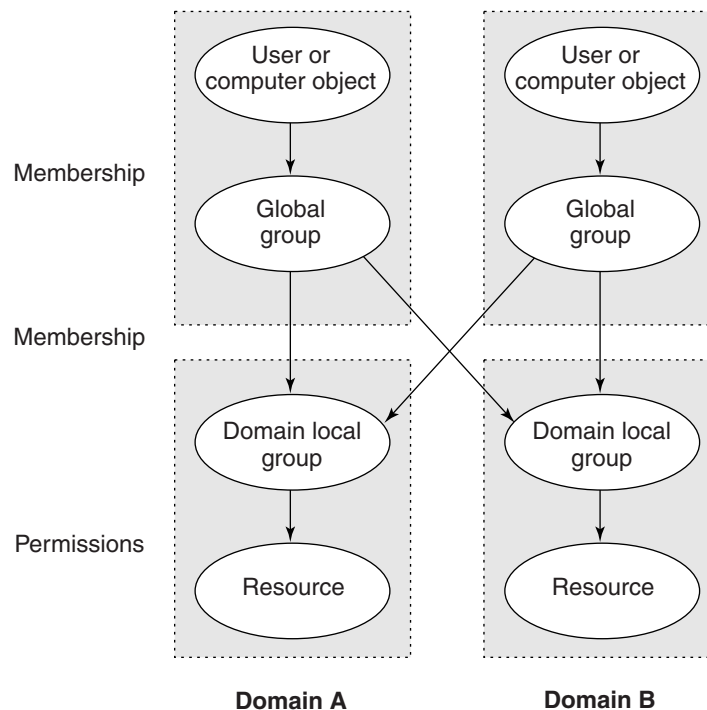 User or
computer object
User or
computer object
Membership
Global
group
Global
group
Membership
Domain local
group
Domain local
group
Permissions
Resource
Resource
Domain A
Domain B